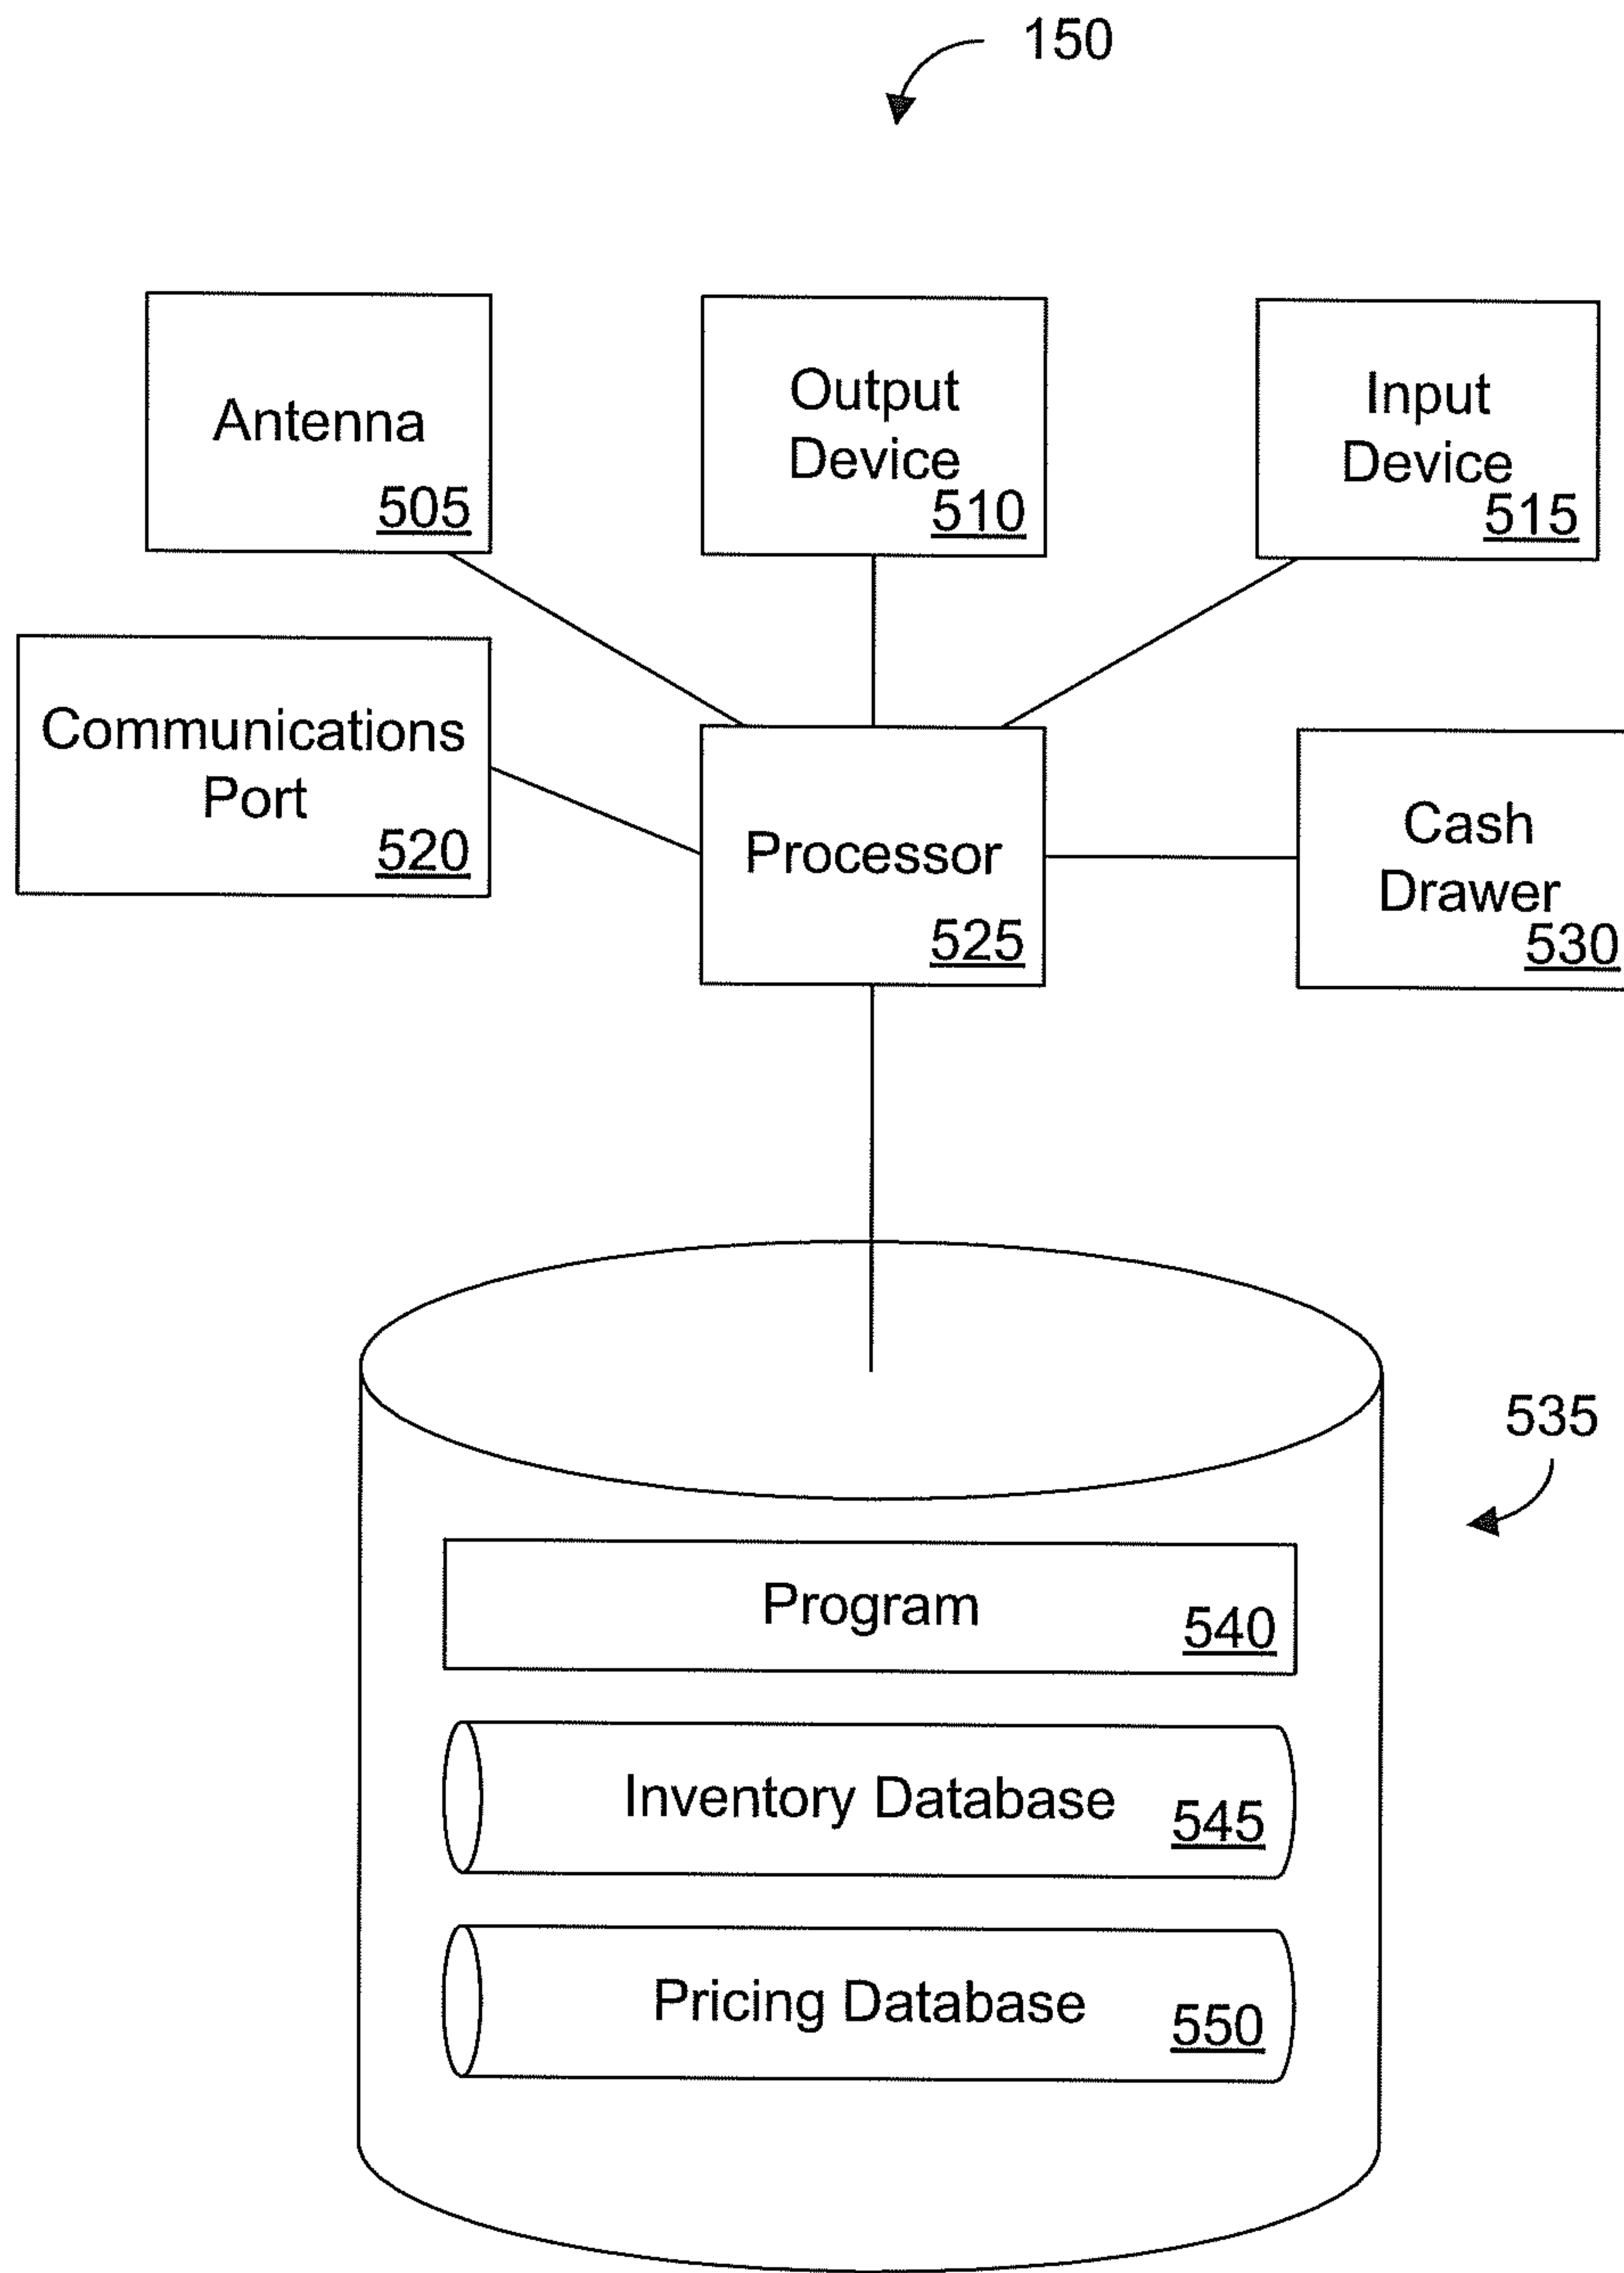 150
Antenna
505
Output
Device
510
Input
Device
515
Communications
Port
520
Processor
525
Cash
Drawer
530
535
Program
540
Inventory Database
545
Pricing Database
550